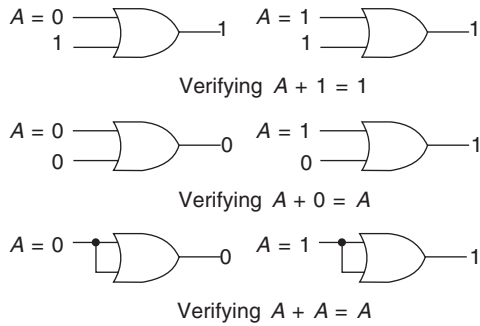 A = 0 1 A = 1 1
1 1
Verifying A + 1 = 1
A = 0 0 A = 1 1
0 0
Verifying A + 0 = A
A = 0 0 A = 1 1
Verifying A + A = A